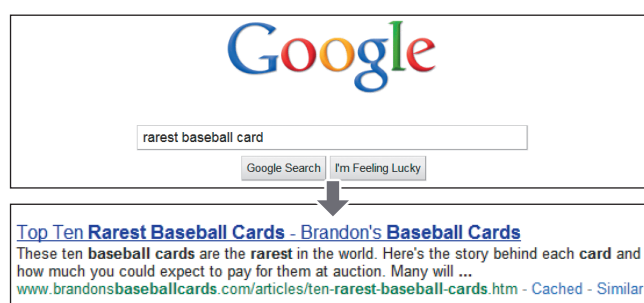 Google
rarest baseball card
Google Search I'm Feeling Lucky
Top Ten Rarest Baseball Cards - Brandon's Baseball Cards
These ten baseball cards are the rarest in the world. Here's the story behind each card and
how much you could expect to pay for them at auction. Many will ...
www.brandonsbaseballcards.com/articles/ten-rarest-baseball-cards.htm - Cached - Similar